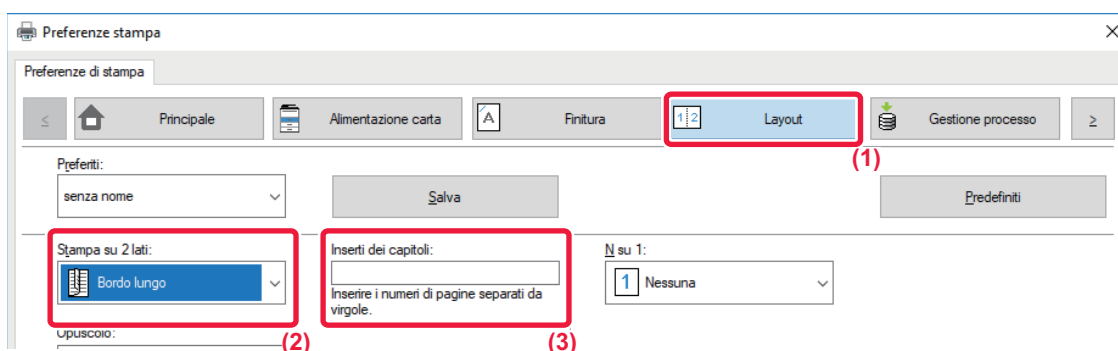 Preferenze stampa
Preferenze di stampa
≤ Principale Alimentazione carta A Finitura 1 2 Layout Gestione processo ≥
(1)
Preferiti:
senza nome Salva Predefiniti
Stampa su 2 lati: Inserti dei capitoli: N su 1:
Bordo lungo 1 Nessuna
Inserire i numeri di pagine separati da
virgole.
Opuscolo:
(2) (3)